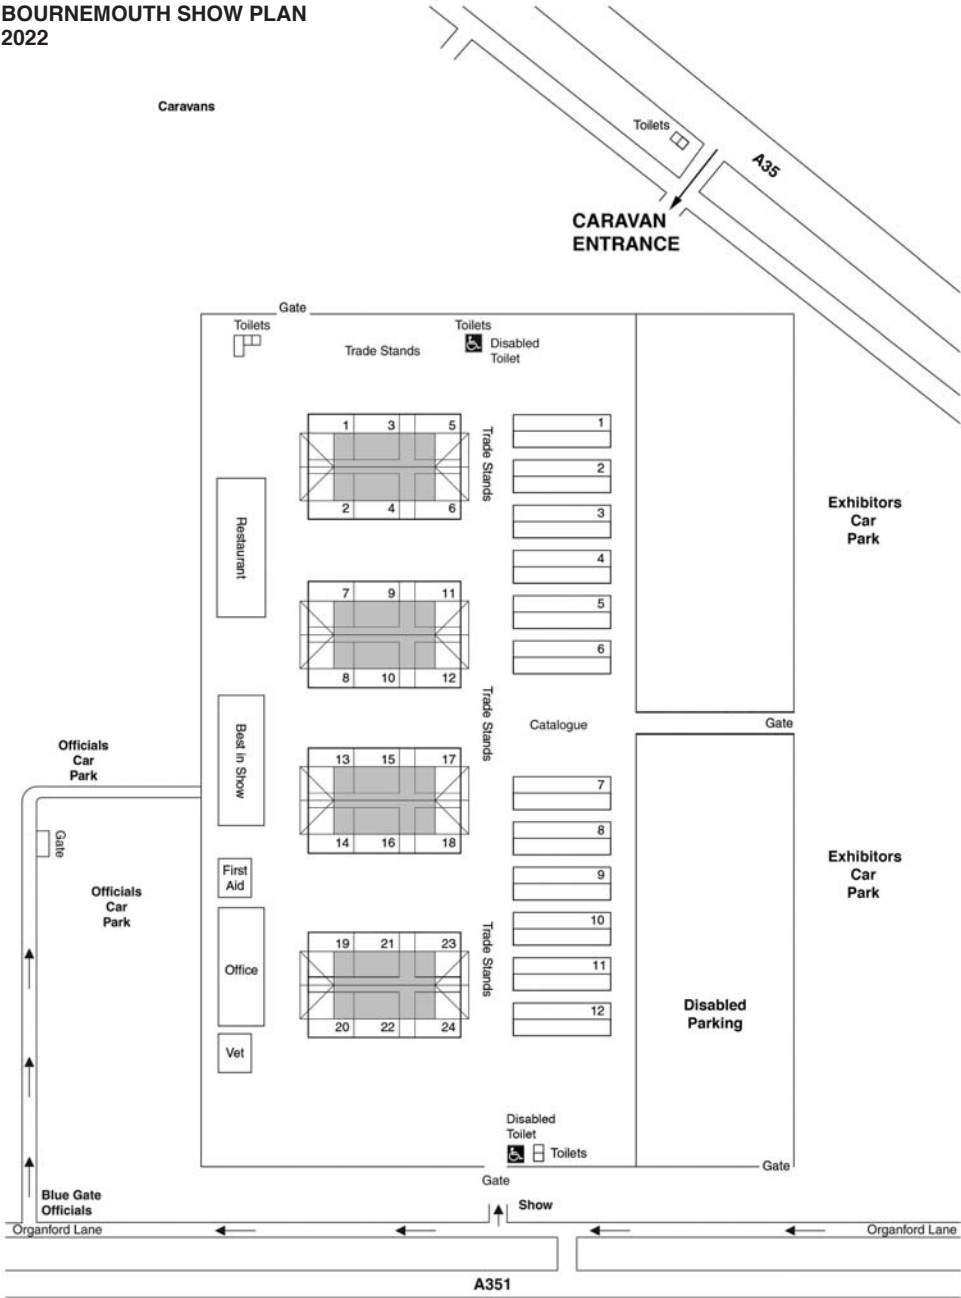 BOURNEMOUTH SHOW PLAN
2022
Caravans
Toilets
A35
CARAVAN
ENTRANCE
Gate
Toilets
Trade Stands
Toilets
Disabled
Toilet
1 3 5
2 4 6
Trade Stands
1
2
3
4
5
6
Exhibitors
Car
Park
Restaurant
7 9 11
8 10 12
Trade Stands
Catalogue
Gate
Best in Show
Officials
Car
Park
Gate
13 15 17
14 16 18
7
8
9
10
11
12
Exhibitors
Car
Park
First
Aid
Officials
Car
Park
Office
19 21 23
20 22 24
Trade Stands
Disabled
Parking
Vet
Disabled
Toilet
Toilets
Gate
Gate
Blue Gate
Officials
Show
Organford Lane
Organford Lane
A351